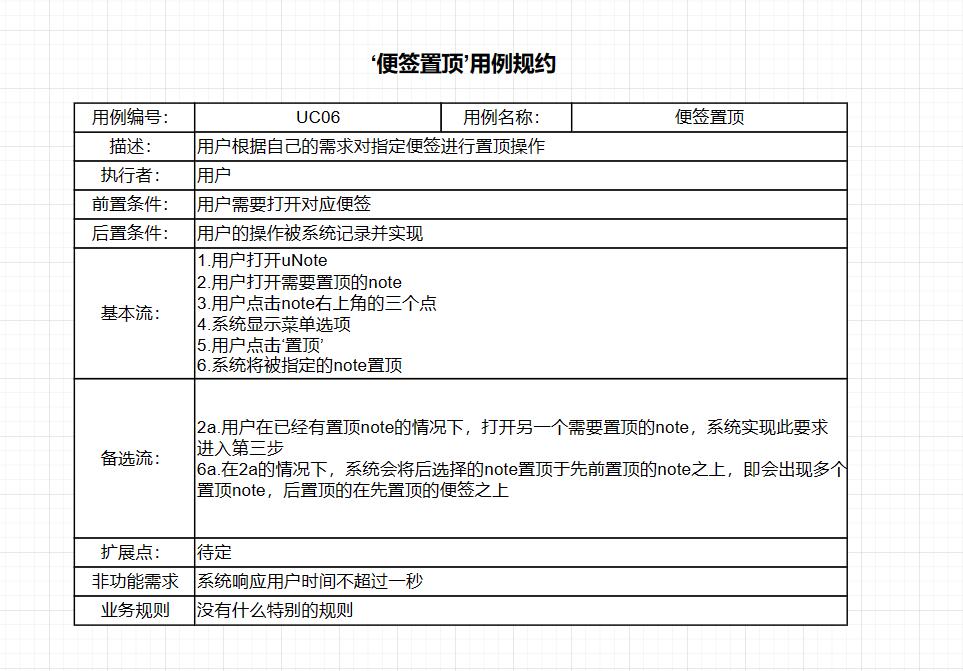 ‘便签置顶’用例规约
用例编号： UC06 用例名称： 便签置顶
描述： 用户根据自己的需求对指定便签进行置顶操作
执行者： 用户
前置条件： 用户需要打开对应便签
后置条件： 用户的操作被系统记录并实现
基本流：
1.用户打开uNote
2.用户打开需要置顶的note
3.用户点击note右上角的三个点
4.系统显示菜单选项
5.用户点击‘置顶’
6.系统将被指定的note置顶
备选流：
2a.用户在已经有置顶note的情况下，打开另一个需要置顶的note，系统实现此要求
进入第三步
6a.在2a的情况下，系统会将后选择的note置顶于先前置顶的note之上，即会出现多个
置顶note，后置顶的在先置顶的便签之上
扩展点： 待定
非功能需求 系统响应用户时间不超过一秒
业务规则 没有什么特别的规则